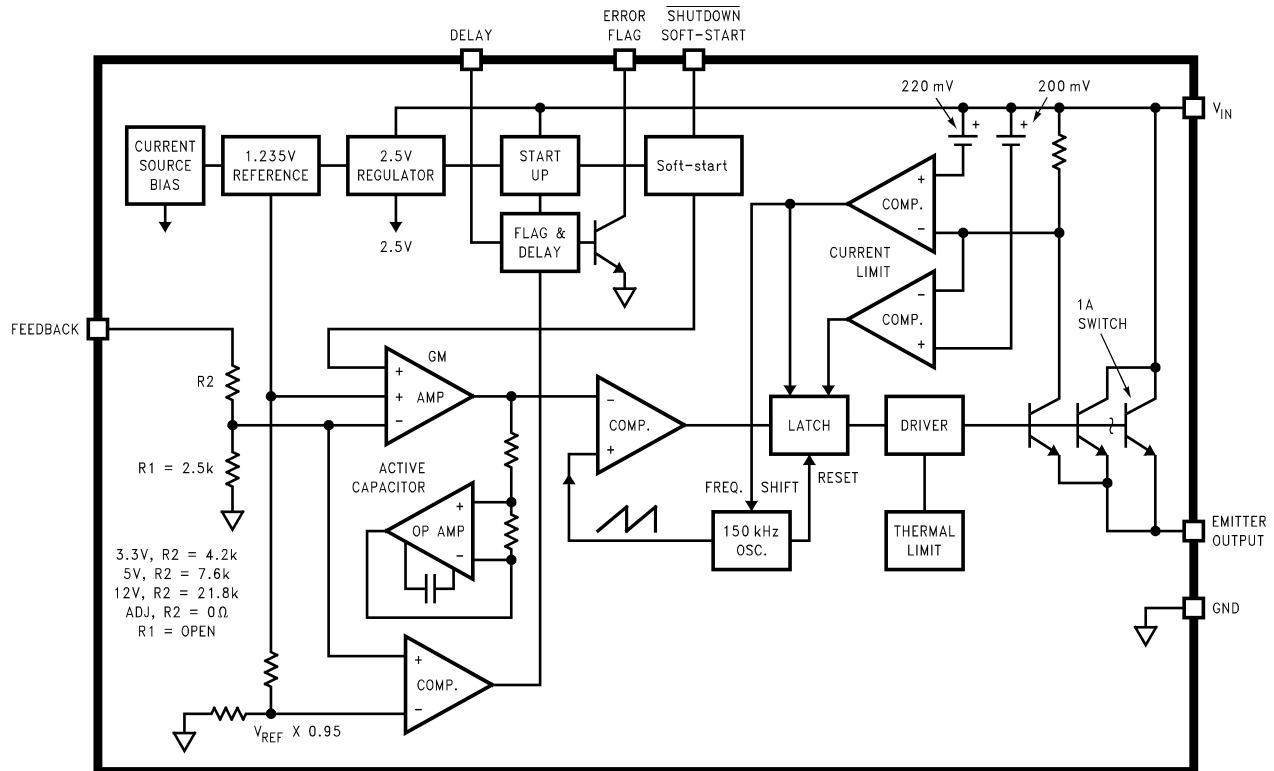 DELAY
ERROR
FLAG
SHUTDOWN
SOFT-START
220 mV
200 mV
+
+
V_IN
CURRENT
SOURCE
BIAS
1.235V
REFERENCE
2.5V
REGULATOR
START
UP
Soft-start
2.5V
FLAG &
DELAY
+
COMP.
−
CURRENT
LIMIT
−
COMP.
+
1A
SWITCH
FEEDBACK
R2
R1 = 2.5k
GM
AMP
+
+
−
−
COMP.
+
LATCH
DRIVER
ACTIVE
CAPACITOR
+
OP AMP
−
FREQ. SHIFT
RESET
150 kHz
OSC.
THERMAL
LIMIT
EMITTER
OUTPUT
GND
3.3V, R2 = 4.2k
5V, R2 = 7.6k
12V, R2 = 21.8k
ADJ, R2 = 0Ω
R1 = OPEN
+
COMP.
−
V_REF X 0.95